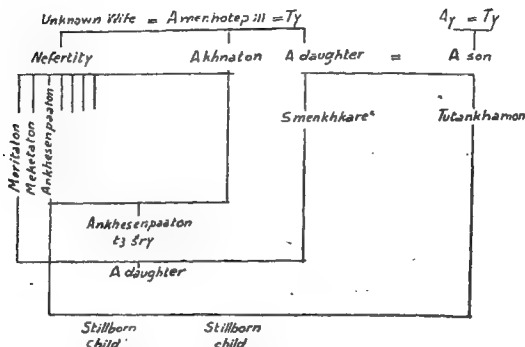 Unknown Wife = Amenhotep III = Ty
Ay = Ty
Nefertity Akhnaton A daughter = A son
Meritaton
Meketaton
Ankhesenpaaton
Smenkhkare
Tutankhamon
Ankhesenpaaton
t3 šry
A daughter
Stillborn Stillborn
Child child